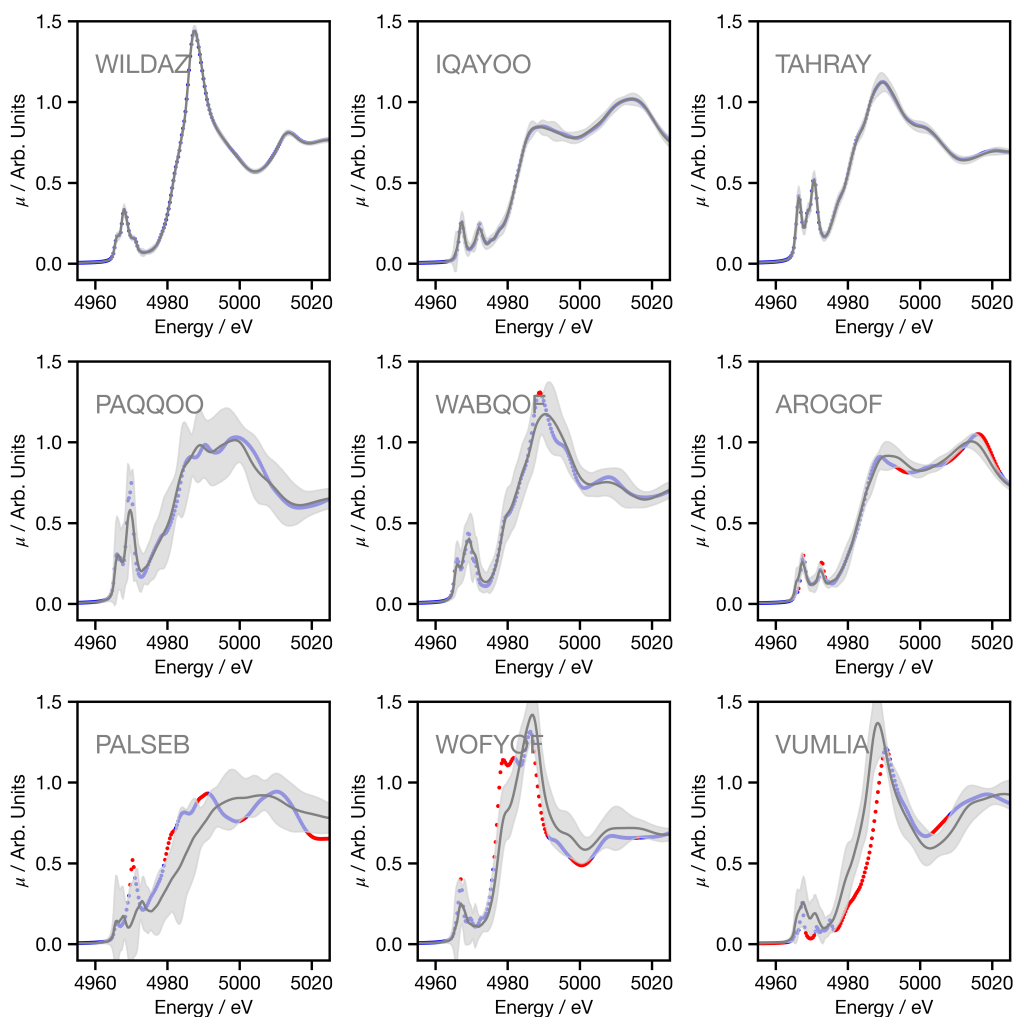 1.5
1.0
0.5
0.0
μ / Arb. Units
WILDAZ
4960 4980 5000 5020
Energy / eV
1.5
1.0
0.5
0.0
μ / Arb. Units
IQAYOO
4960 4980 5000 5020
Energy / eV
1.5
1.0
0.5
0.0
μ / Arb. Units
TAHRAY
4960 4980 5000 5020
Energy / eV
1.5
1.0
0.5
0.0
μ / Arb. Units
PAQQOO
4960 4980 5000 5020
Energy / eV
1.5
1.0
0.5
0.0
μ / Arb. Units
WABQOF
4960 4980 5000 5020
Energy / eV
1.5
1.0
0.5
0.0
μ / Arb. Units
AROGOF
4960 4980 5000 5020
Energy / eV
1.5
1.0
0.5
0.0
μ / Arb. Units
PALSEB
4960 4980 5000 5020
Energy / eV
1.5
1.0
0.5
0.0
μ / Arb. Units
WOFYOF
4960 4980 5000 5020
Energy / eV
1.5
1.0
0.5
0.0
μ / Arb. Units
VUMLIA
4960 4980 5000 5020
Energy / eV